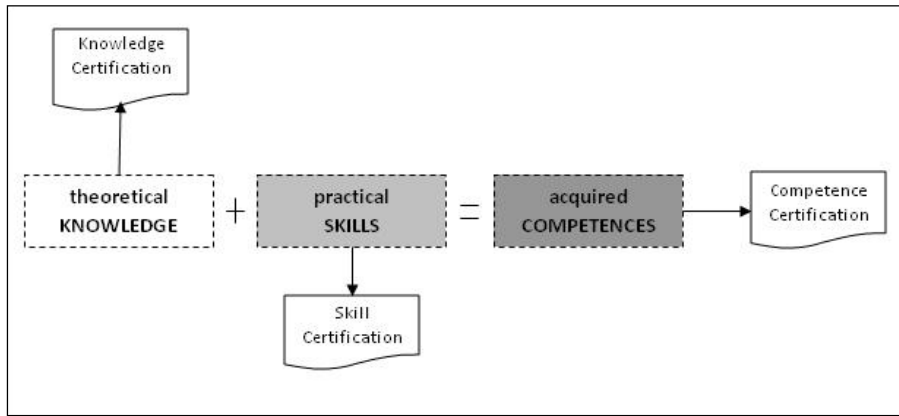 Knowledge
Certification
theoretical
KNOWLEDGE
+
practical
SKILLS
=
acquired
COMPETENCES
Competence
Certification
Skill
Certification